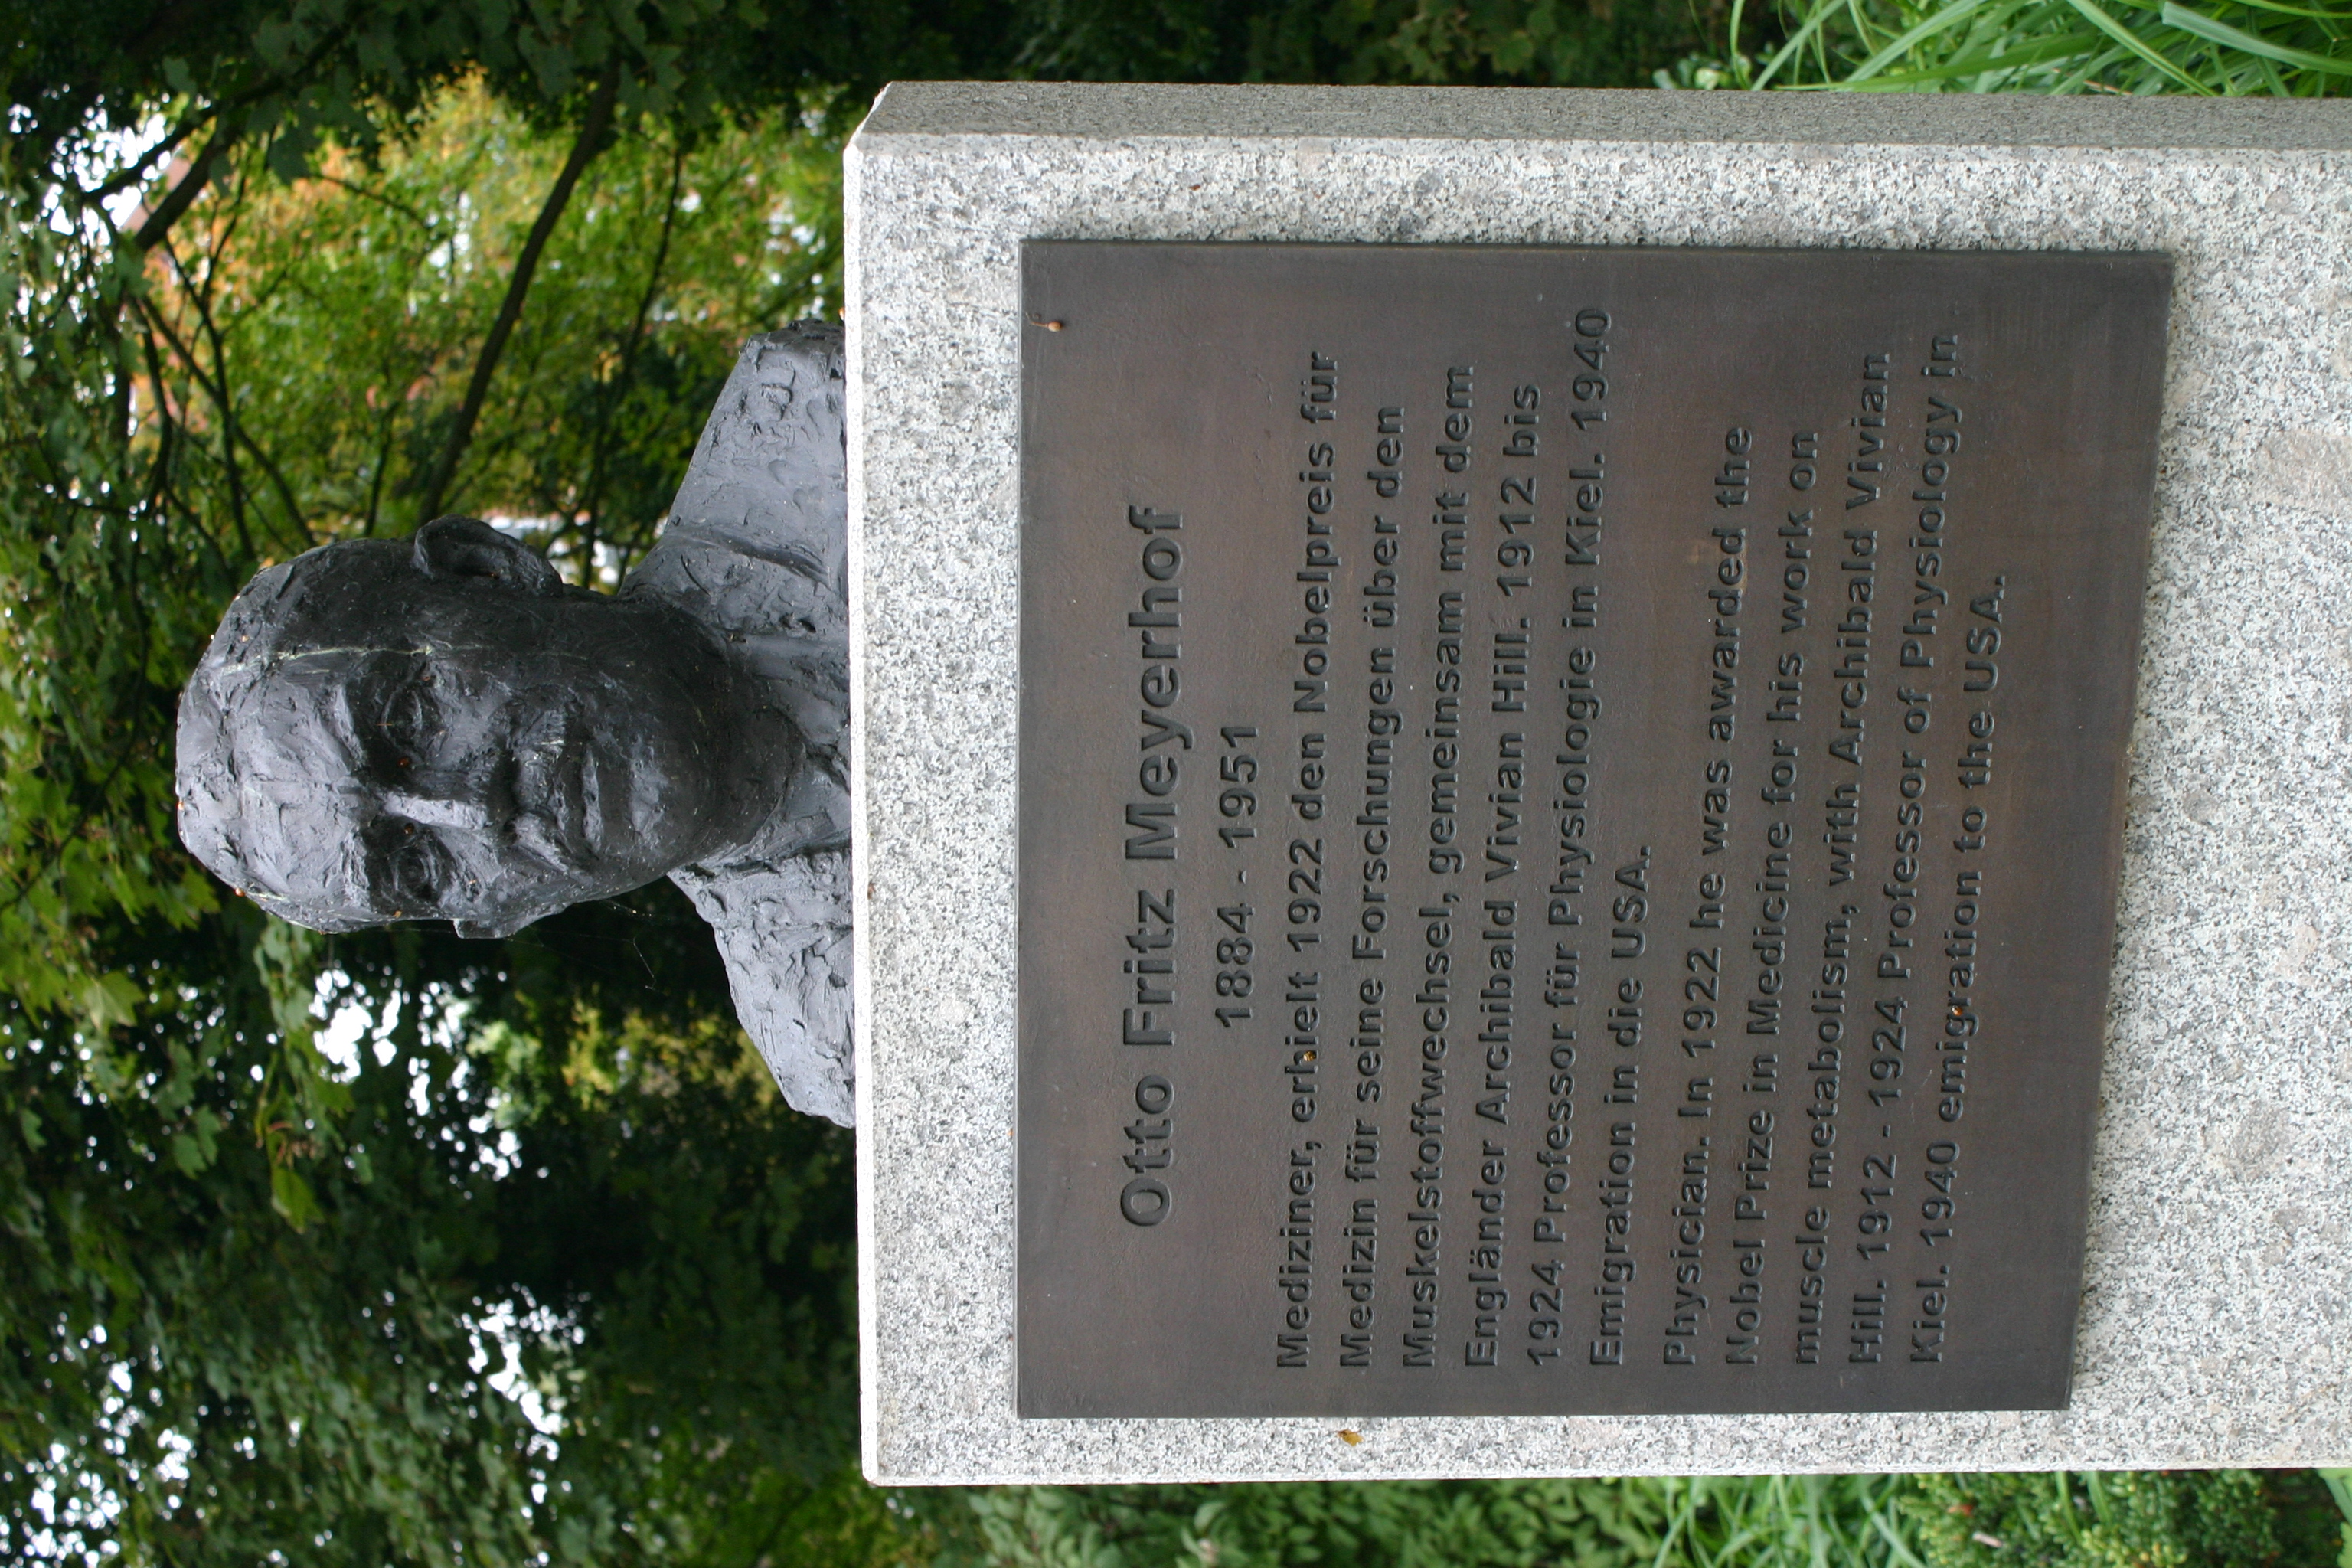 Otto Fritz Meyerhof
1884 - 1951
Mediziner, erhielt 1922 den Nobelpreis für
Medizin für seine Forschungen über den
Muskelstoffwechsel, gemeinsam mit dem
Engländer Archibald Vivian Hill. 1912 bis
1924 Professor für Physiologie in Kiel. 1940
Emigration in die USA.
Physician. In 1922 he was awarded the
Nobel Prize in Medicine for his work on
muscle metabolism, with Archibald Vivian
Hill. 1912 - 1924 Professor of Physiology in
Kiel. 1940 emigration to the USA.